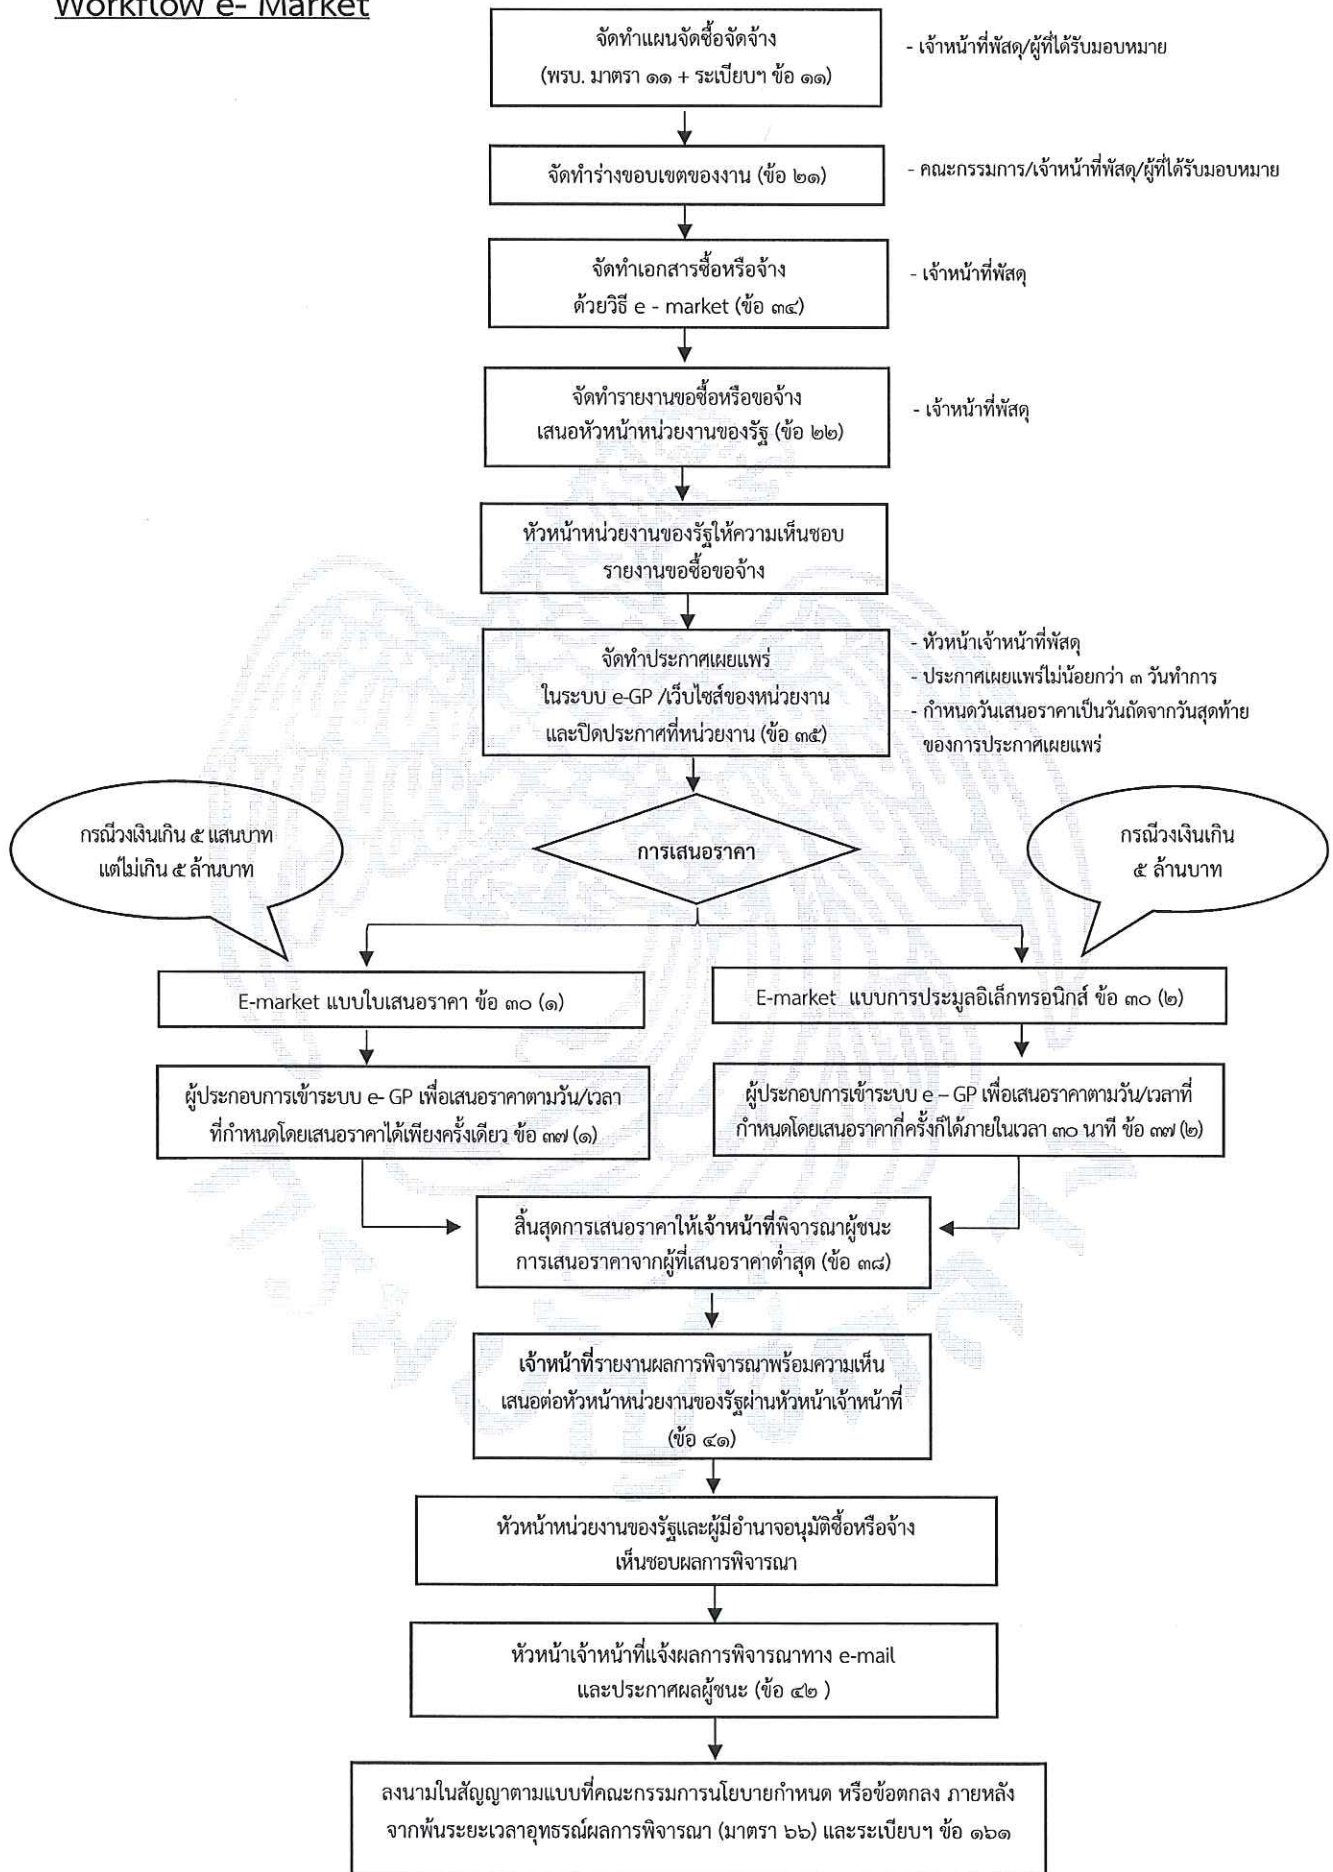 Workflow e- Market
จัดทำแผนจัดซื้อจัดจ้าง
(พรบ. มาตรา ๑๑ + ระเบียบฯ ข้อ ๑๑)
- เจ้าหน้าที่พัสดุ/ผู้ที่ได้รับมอบหมาย
จัดทำร่างขอบเขตของงาน (ข้อ ๒๑)
- คณะกรรมการ/เจ้าหน้าที่พัสดุ/ผู้ที่ได้รับมอบหมาย
จัดทำเอกสารซื้อหรือจ้าง
ด้วยวิธี e - market (ข้อ ๓๔)
- เจ้าหน้าที่พัสดุ
จัดทำรายงานขอซื้อหรือขอจ้าง
เสนอหัวหน้าหน่วยงานของรัฐ (ข้อ ๒๒)
- เจ้าหน้าที่พัสดุ
หัวหน้าหน่วยงานของรัฐให้ความเห็นชอบ
รายงานขอซื้อขอจ้าง
จัดทำประกาศเผยแพร่
ในระบบ e-GP /เว็บไซส์ของหน่วยงาน
และปิดประกาศที่หน่วยงาน (ข้อ ๓๕)
- หัวหน้าเจ้าหน้าที่พัสดุ
- ประกาศเผยแพร่ไม่น้อยกว่า ๓ วันทำการ
- กำหนดวันเสนอราคาเป็นวันถัดจากวันสุดท้าย
ของการประกาศเผยแพร่
กรณีวงเงินเกิน ๕ แสนบาท
แต่ไม่เกิน ๕ ล้านบาท
การเสนอราคา
กรณีวงเงินเกิน
๕ ล้านบาท
E-market แบบใบเสนอราคา ข้อ ๓๐ (๑)
E-market แบบการประมูลอิเล็กทรอนิกส์ ข้อ ๓๐ (๒)
ผู้ประกอบการเข้าระบบ e- GP เพื่อเสนอราคาตามวัน/เวลา
ที่กำหนดโดยเสนอราคาได้เพียงครั้งเดียว ข้อ ๓๗ (๑)
ผู้ประกอบการเข้าระบบ e – GP เพื่อเสนอราคาตามวัน/เวลาที่
กำหนดโดยเสนอราคากี่ครั้งก็ได้ภายในเวลา ๓๐ นาที ข้อ ๓๗ (๒)
สิ้นสุดการเสนอราคาให้เจ้าหน้าที่พิจารณาผู้ชนะ
การเสนอราคาจากผู้ที่เสนอราคาต่ำสุด (ข้อ ๓๘)
เจ้าหน้าที่รายงานผลการพิจารณาพร้อมความเห็น
เสนอต่อหัวหน้าหน่วยงานของรัฐผ่านหัวหน้าเจ้าหน้าที่
(ข้อ ๔๑)
หัวหน้าหน่วยงานของรัฐและผู้มีอำนาจอนุมัติซื้อหรือจ้าง
เห็นชอบผลการพิจารณา
หัวหน้าเจ้าหน้าที่แจ้งผลการพิจารณาทาง e-mail
และประกาศผลผู้ชนะ (ข้อ ๔๒ )
ลงนามในสัญญาตามแบบที่คณะกรรมการนโยบายกำหนด หรือข้อตกลง ภายหลัง
จากพ้นระยะเวลาอุทธรณ์ผลการพิจารณา (มาตรา ๖๖) และระเบียบฯ ข้อ ๑๖๑